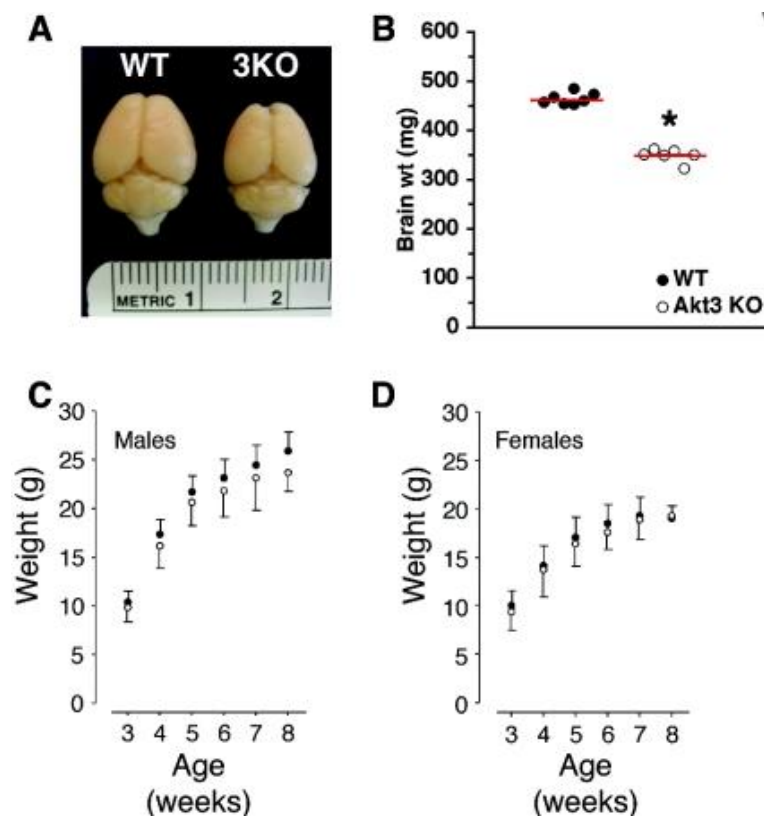 A
WT 3KO
METRIC 1 2
B
600
500
400
300
200
100
0
Brain wt (mg)
*
WT
Akt3 KO
C
30
25
20
15
10
5
0
Weight (g)
Males
3 4 5 6 7 8
Age
(weeks)
D
30
25
20
15
10
5
0
Weight (g)
Females
3 4 5 6 7 8
Age
(weeks)